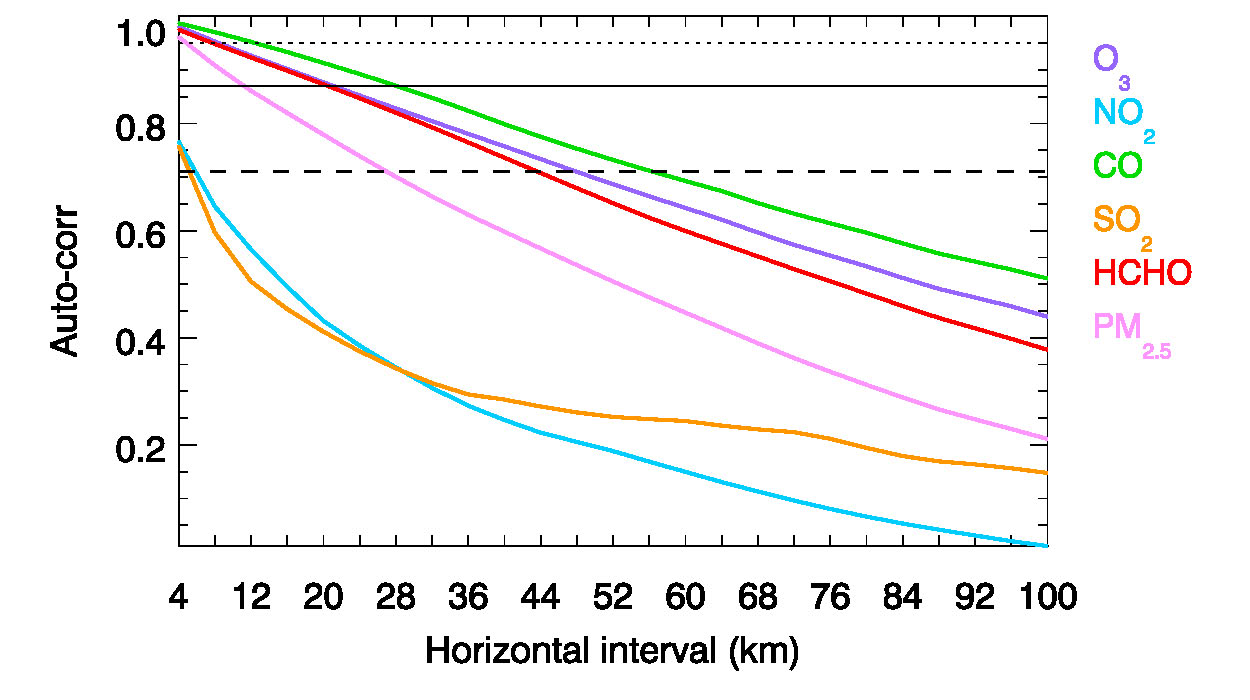 1.0
0.8
0.6
0.4
0.2
Auto-corr
4 12 20 28 36 44 52 60 68 76 84 92 100
Horizontal interval (km)
O3
NO2
CO
SO2
HCHO
PM2.5